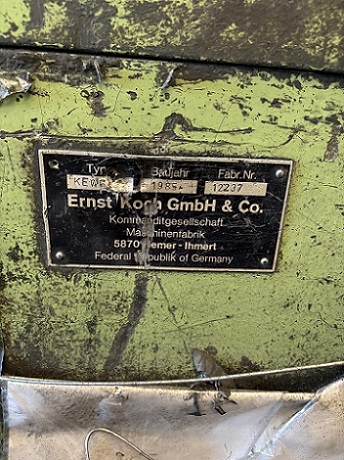 Typ Baujahr Fabr.Nr.
1985 12237
Ernst Koch GmbH & Co.
Kommanditgesellschaft
Maschinenfabrik
5870 Hemer - Ihmert
Federal Republic of Germany